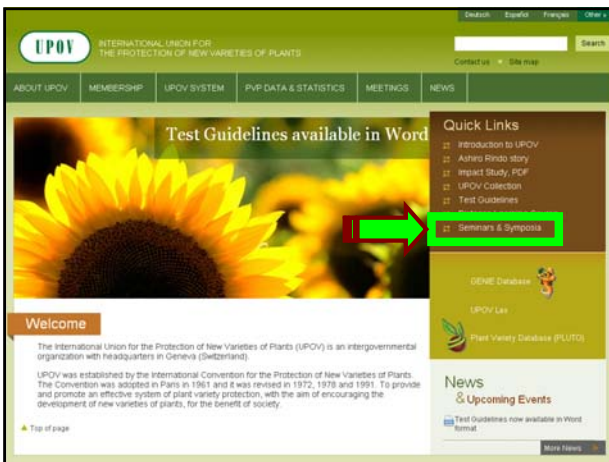 Deutsch Español Français Other
UPOV
INTERNATIONAL UNION FOR
THE PROTECTION OF NEW VARIETIES OF PLANTS
Search
Contact us Site map
ABOUT UPOV MEMBERSHIP UPOV SYSTEM PVP DATA & STATISTICS MEETINGS NEWS
Test Guidelines available in Word
Quick Links
Introduction to UPOV
Ashiro Rindo story
Impact Study, PDF
UPOV Collection
Test Guidelines
Seminars & Symposia
GENIE Database
UPOV Lex
Plant Variety Database (PLUTO)
Welcome
The International Union for the Protection of New Varieties of Plants (UPOV) is an intergovernmental
organization with headquarters in Geneva (Switzerland).
UPOV was established by the International Convention for the Protection of New Varieties of Plants.
The Convention was adopted in Paris in 1961 and it was revised in 1972, 1978 and 1991. To provide
and promote an effective system of plant variety protection, with the aim of encouraging the
development of new varieties of plants, for the benefit of society.
Top of page
News
& Upcoming Events
Test Guidelines now available in Word
format
More News